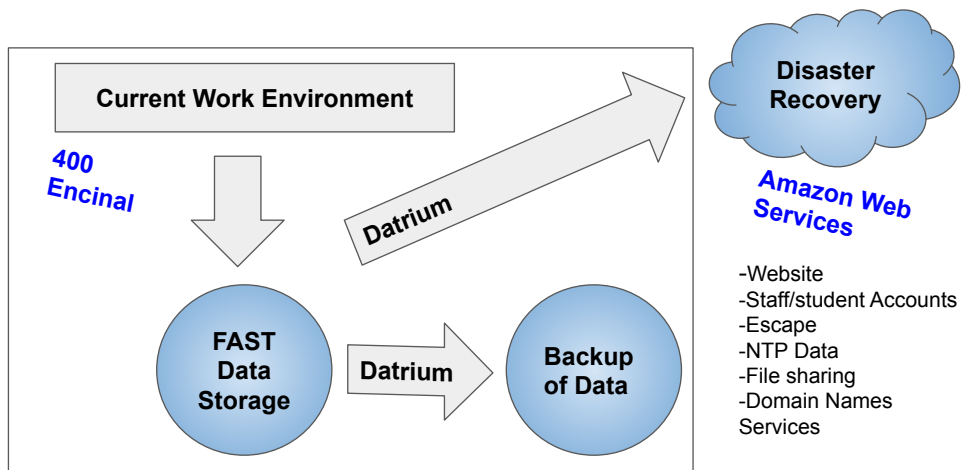 Current Work Environment
400
Encinal
Datrium
FAST
Data
Storage
Datrium
Backup
of Data
Disaster
Recovery
Amazon Web
Services
-Website
-Staff/student Accounts
-Escape
-NTP Data
-File sharing
-Domain Names
Services